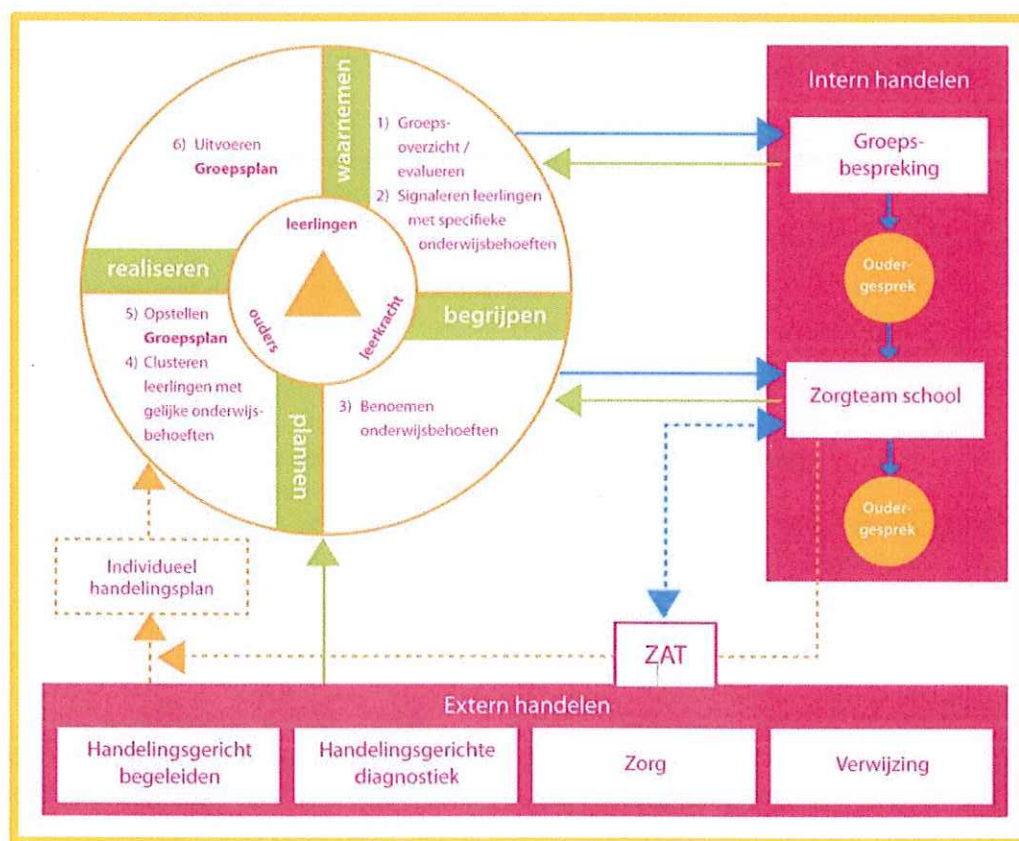 waarnemen
1) Groeps-
overzicht /
evalueren
2) Signaleren leerlingen
met specifieke
onderwijsbehoeften
begrijpen
3) Benoemen
onderwijsbehoeften
plannen
4) Clusteren
leerlingen met
gelijke onderwijs-
behoeften
5) Opstellen
Groepsplan
realiseren
6) Uitvoeren
Groepsplan
leerlingen
leerkracht
ouders
Intern handelen
Groeps-
bespreking
Ouder-
gesprek
Zorgteam school
Ouder-
gesprek
Individueel
handelingsplan
ZAT
Extern handelen
Handelingsgericht
begeleiden
Handelingsgerichte
diagnostiek
Zorg
Verwijzing